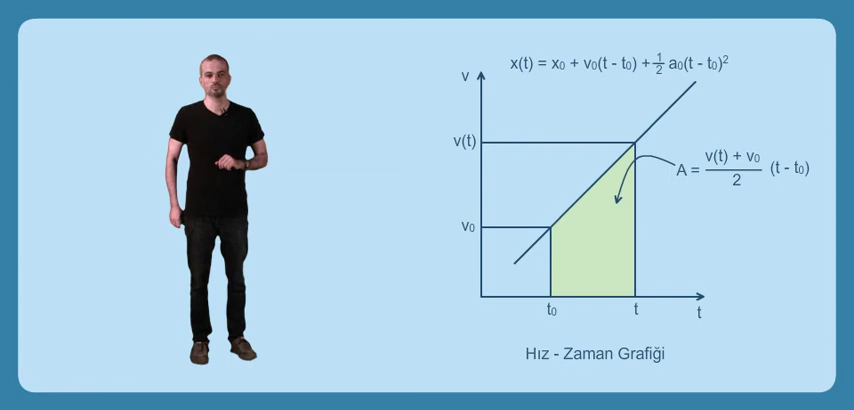 x(t) = x₀ + v₀(t - t₀) + ½ a₀(t - t₀)²
v
v(t)
A = (v(t) + v₀)/2 (t - t₀)
v₀
t₀
t
t
Hız - Zaman Grafiği